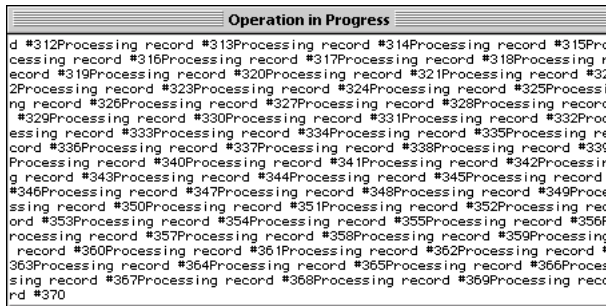 Operation in Progress
d #312Processing record #313Processing record #314Processing record #315Pro
cessing record #316Processing record #317Processing record #318Processing r
ecord #319Processing record #320Processing record #321Processing record #32
2Processing record #323Processing record #324Processing record #325Processi
ng record #326Processing record #327Processing record #328Processing record
#329Processing record #330Processing record #331Processing record #332Proc
essing record #333Processing record #334Processing record #335Processing re
cord #336Processing record #337Processing record #338Processing record #339
Processing record #340Processing record #341Processing record #342Processin
g record #343Processing record #344Processing record #345Processing record
#346Processing record #347Processing record #348Processing record #349Proce
ssing record #350Processing record #351Processing record #352Processing rec
ord #353Processing record #354Processing record #355Processing record #356P
rocessing record #357Processing record #358Processing record #359Processing
record #360Processing record #361Processing record #362Processing record #
363Processing record #364Processing record #365Processing record #366Proces
sing record #367Processing record #368Processing record #369Processing reco
rd #370